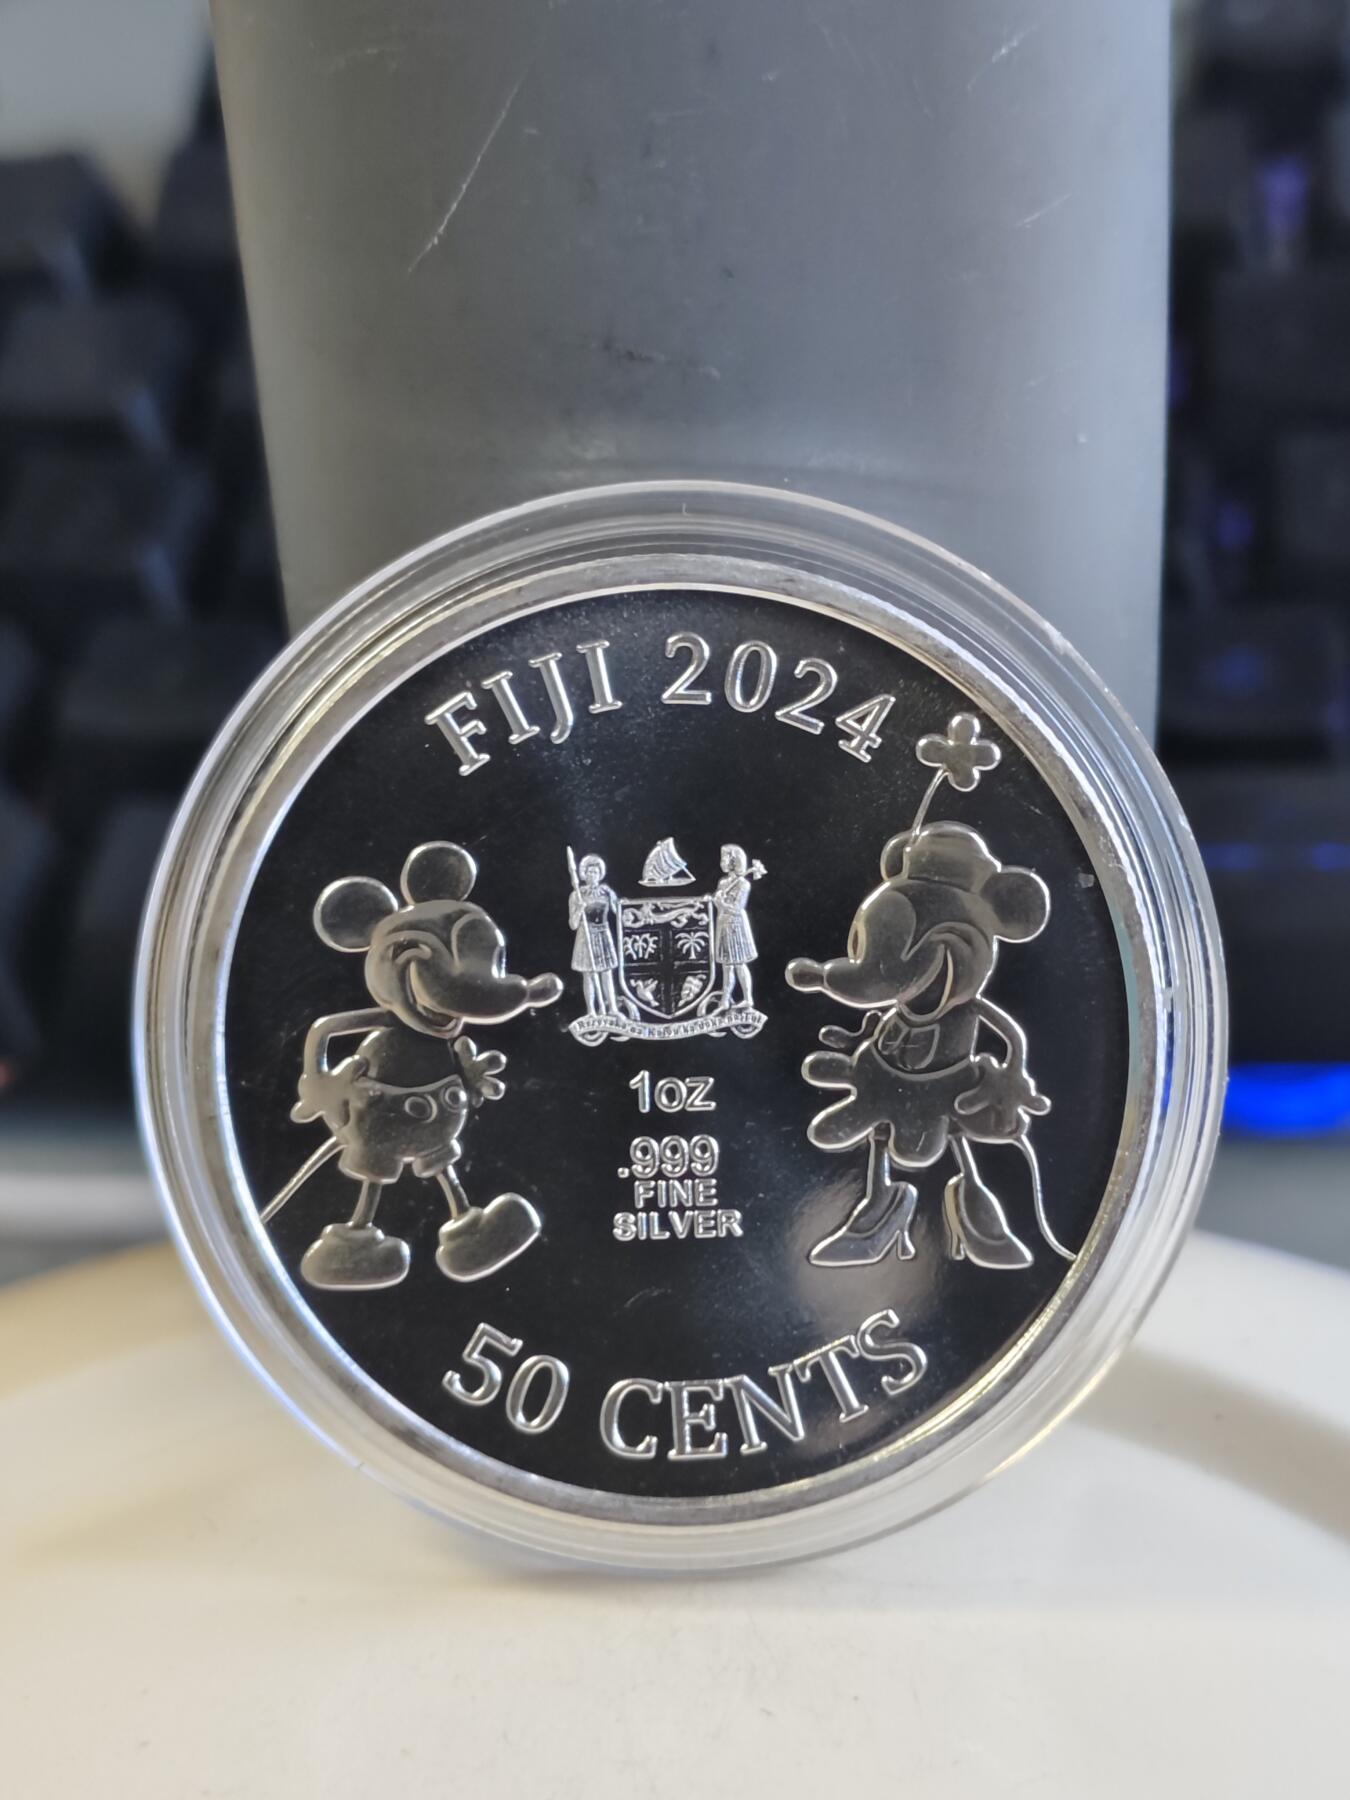 FIJI 2024
1oz
.999
FINE
SILVER
50 CENTS